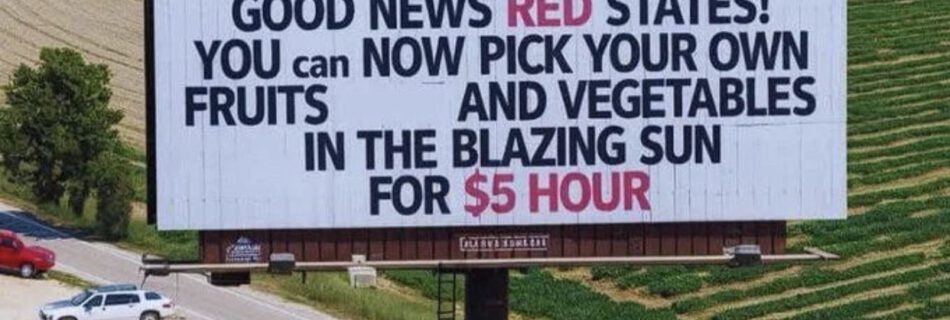 GOOD NEWS RED STATES!
YOU can NOW PICK YOUR OWN
FRUITS AND VEGETABLES
IN THE BLAZING SUN
FOR $5 HOUR